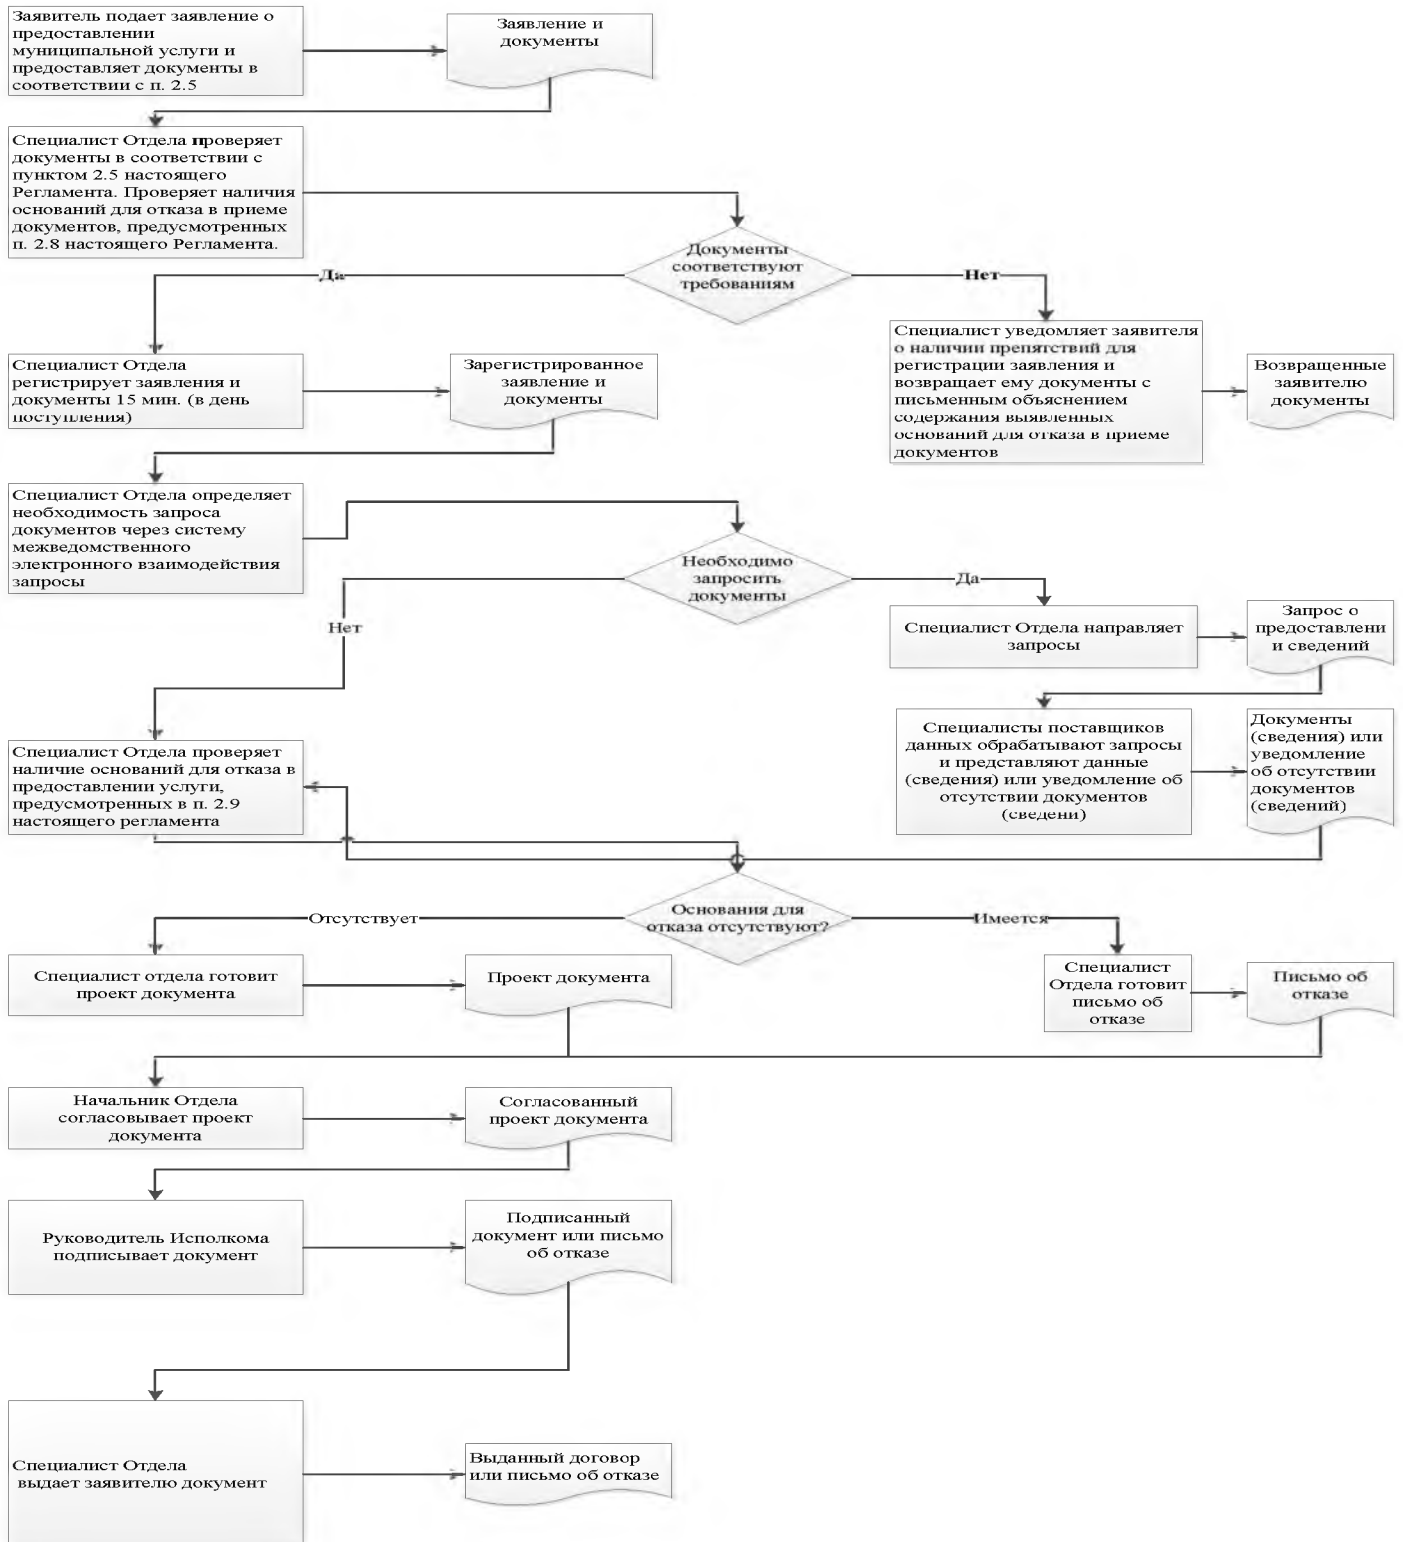 Заявитель подает заявление о
предоставлении
муниципальной услуги и
предоставляет документы в
соответствии с п. 2.5
Заявление и
документы
Специалист Отдела проверяет
документы в соответствии с
пунктом 2.5 настоящего
Регламента. Проверяет наличия
оснований для отказа в приеме
документов, предусмотренных
п. 2.8 настоящего Регламента.
Документы
соответствуют
требованиям
Да
Нет
Специалист Отдела
регистрирует заявления и
документы 15 мин. (в день
поступления)
Зарегистрированное
заявление и
документы
Специалист уведомляет заявителя
о наличии препятствий для
регистрации заявления и
возвращает ему документы с
письменным объяснением
содержания выявленных
оснований для отказа в приеме
документов
Возвращенные
заявителю
документы
Специалист Отдела определяет
необходимость запроса
документов через систему
межведомственного
электронного взаимодействия
запросы
Необходимо
запросить
документы
Нет
Да
Специалист Отдела направляет
запросы
Запрос о
предоставлени
и сведений
Специалисты поставщиков
данных обрабатывают запросы
и представляют данные
(сведения) или уведомление об
отсутствии документов
(сведени)
Документы
(сведения) или
уведомление
об отсутствии
документов
(сведений)
Специалист Отдела проверяет
наличие оснований для отказа в
предоставлении услуги,
предусмотренных в п. 2.9
настоящего регламента
Основания для
отказа отсутствуют?
Отсутствует
Имеется
Специалист отдела готовит
проект документа
Проект документа
Специалист
Отдела готовит
письмо об
отказе
Письмо об
отказе
Начальник Отдела
согласовывает проект
документа
Согласованный
проект документа
Руководитель Исполкома
подписывает документ
Подписанный
документ или письмо
об отказе
Специалист Отдела
выдает заявителю документ
Выданный договор
или письмо об отказе